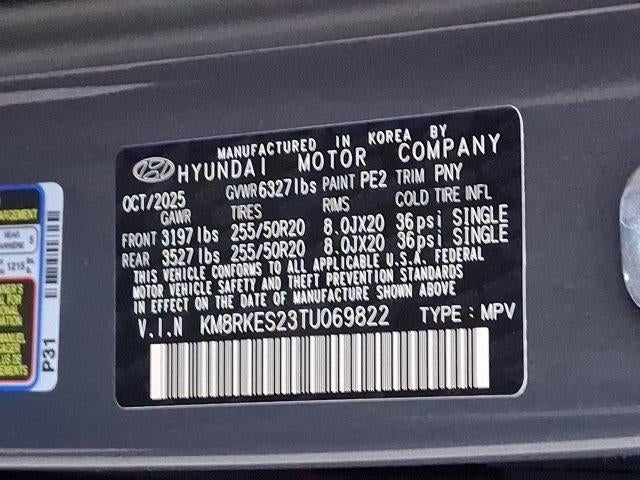 MANUFACTURED IN KOREA BY
HYUNDAI MOTOR COMPANY
OCT/2025 GVWR 6327lbs PAINT PE2 TRIM PNY
GAWR TIRES RIMS COLD TIRE INFL
FRONT 3197 lbs 255/50R20 8.0JX20 36psi SINGLE
REAR 3527 lbs 255/50R20 8.0JX20 36psi SINGLE
THIS VEHICLE CONFORMS TO ALL APPLICABLE U.S.A. FEDERAL
MOTOR VEHICLE SAFETY AND THEFT PREVENTION STANDARDS
IN EFFECT ON THE DATE OF MANUFACTURE SHOWN ABOVE
V.I.N KM8RKES23TU069822 TYPE : MPV
P31